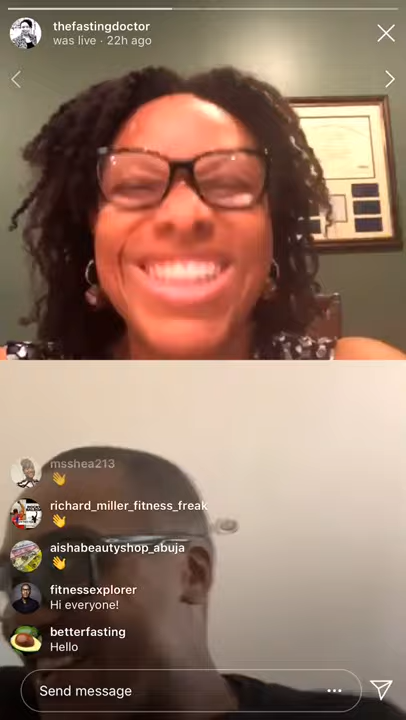 thefastingdoctor
was live · 22h ago
msshea213
👋
richard_miller_fitness_freak
👋
aishabeautyshop_abuja
👋
fitnessexplorer
Hi everyone!
betterfasting
Hello
Send message